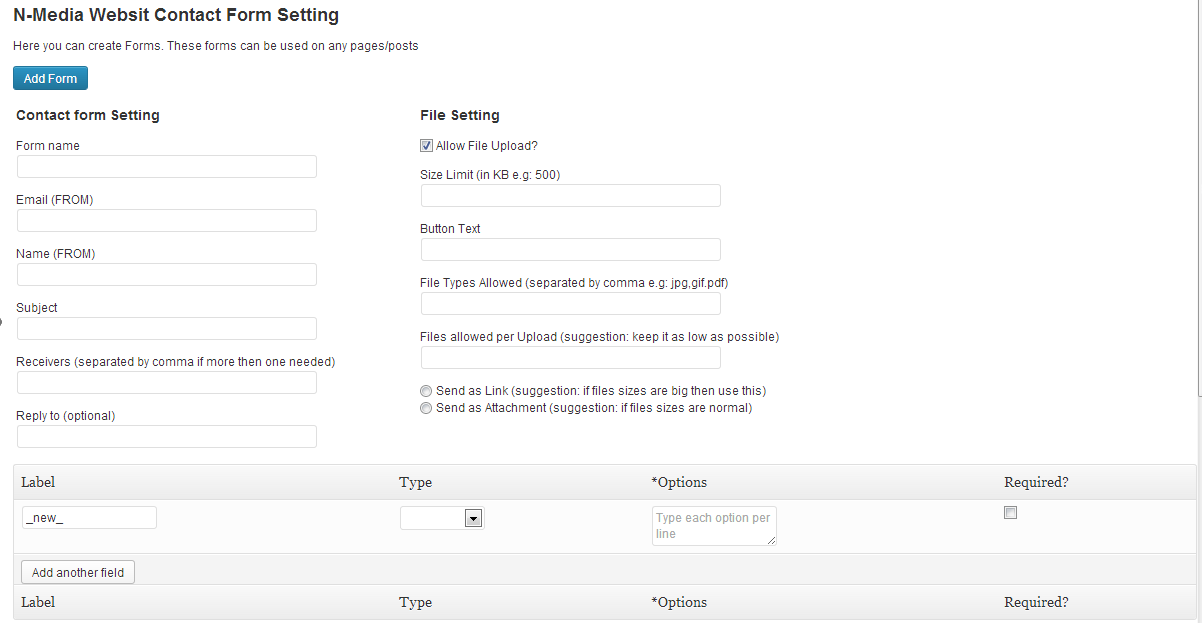 N-Media Websit Contact Form Setting
Here you can create Forms. These forms can be used on any pages/posts
Add Form
Contact form Setting
Form name
Email (FROM)
Name (FROM)
Subject
Receivers (separated by comma if more then one needed)
Reply to (optional)
File Setting
Allow File Upload?
Size Limit (in KB e.g: 500)
Button Text
File Types Allowed (separated by comma e.g: jpg,gif.pdf)
Files allowed per Upload (suggestion: keep it as low as possible)
Send as Link (suggestion: if files sizes are big then use this)
Send as Attachment (suggestion: if files sizes are normal)
Label Type *Options Required?
_new_
Type each option per
line
Add another field
Label Type *Options Required?